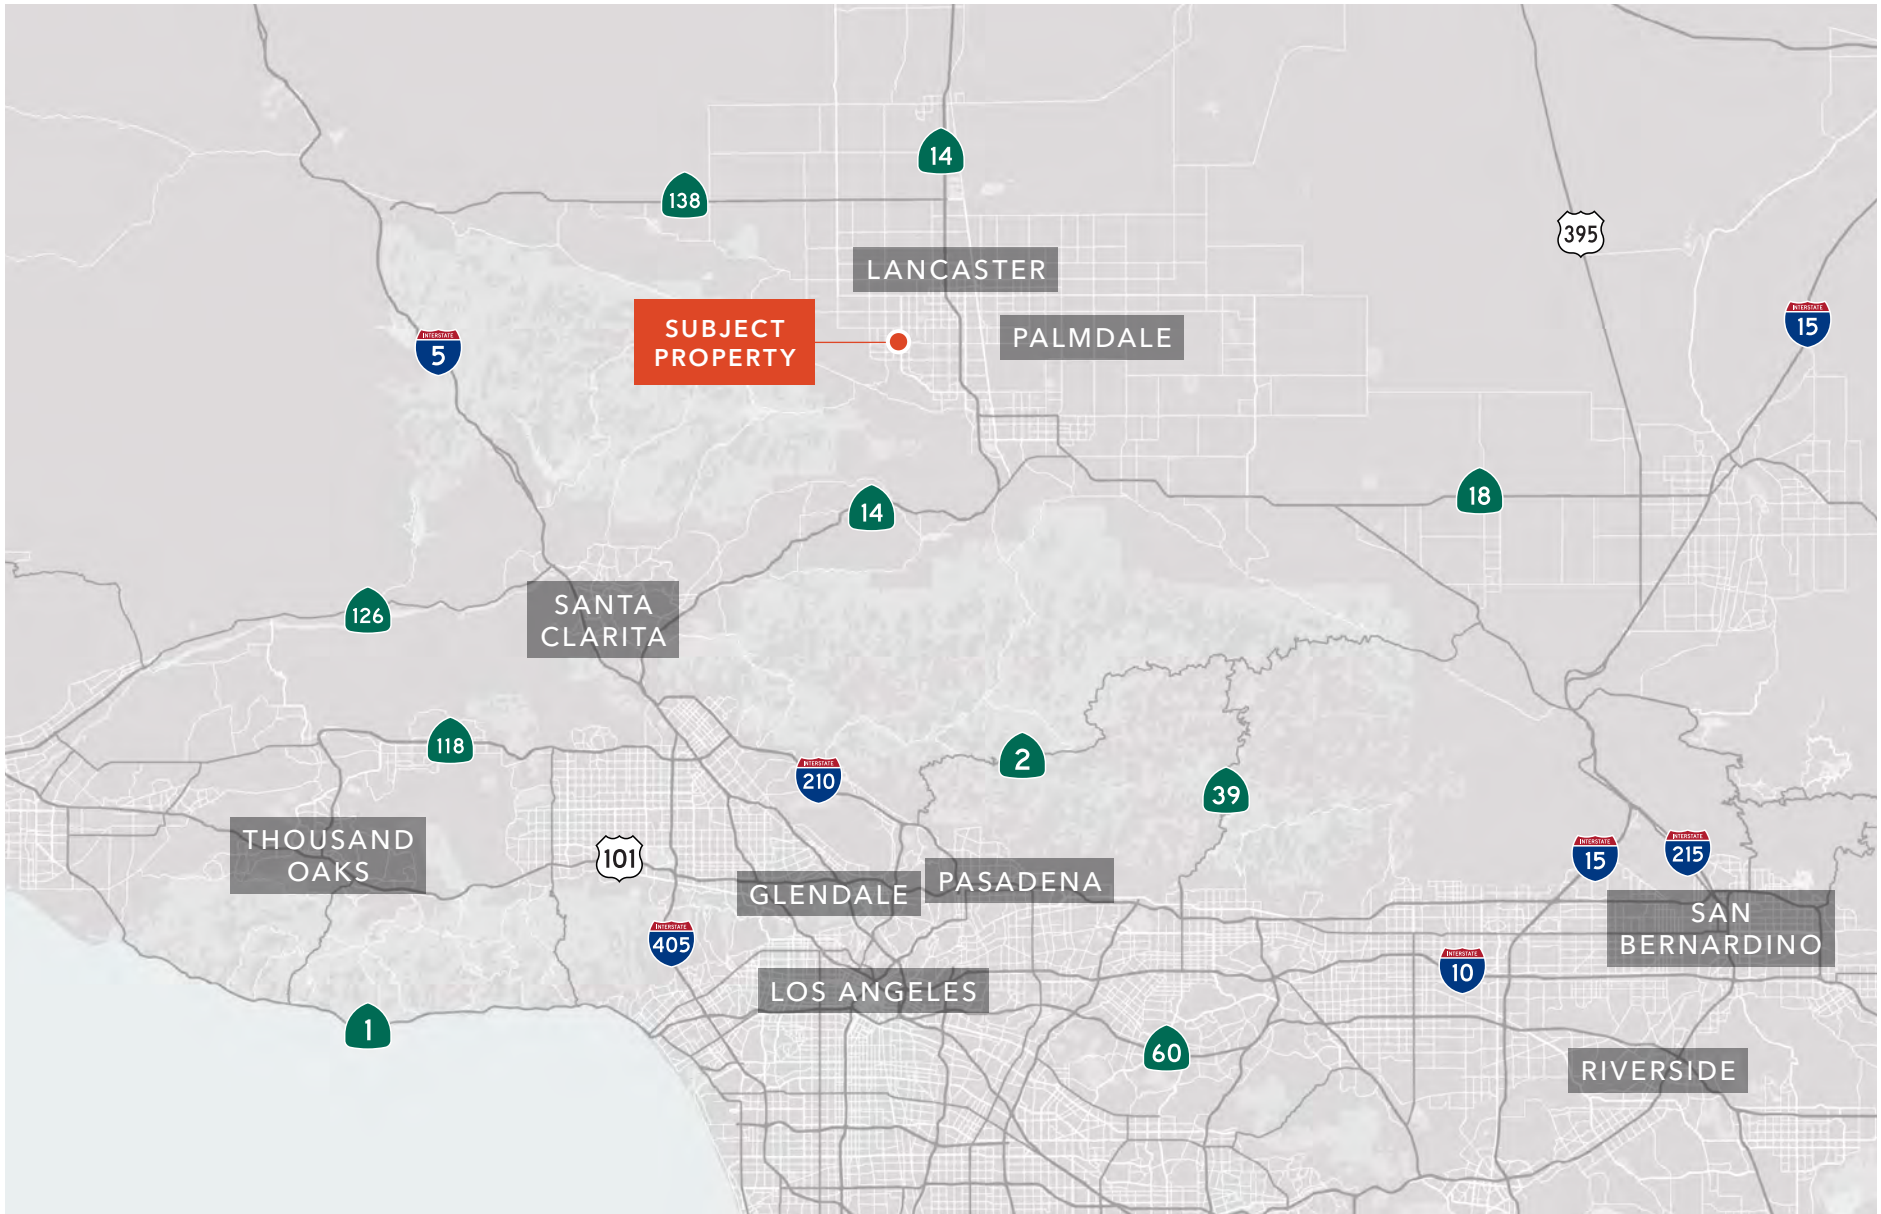 14
138
395
LANCASTER
SUBJECT
PROPERTY
PALMDALE
INTERSTATE
5
INTERSTATE
15
18
14
126
SANTA
CLARITA
118
2
INTERSTATE
210
39
THOUSAND
OAKS
101
INTERSTATE
15
INTERSTATE
215
GLENDALE
PASADENA
SAN
BERNARDINO
INTERSTATE
405
INTERSTATE
10
LOS ANGELES
1
60
RIVERSIDE